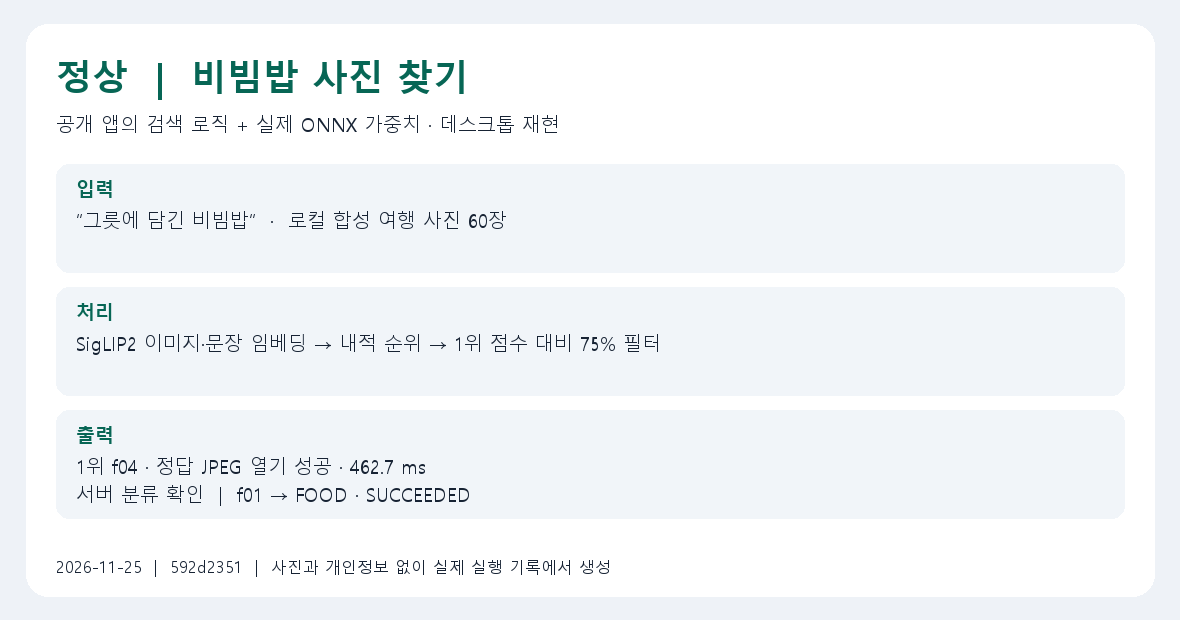 정상 | 비빔밥 사진 찾기
공개 앱의 검색 로직 + 실제 ONNX 가중치 · 데스크톱 재현
입력
“그릇에 담긴 비빔밥” · 로컬 합성 여행 사진 60장
처리
SigLIP2 이미지·문장 임베딩 → 내적 순위 → 1위 점수 대비 75% 필터
출력
1위 f04 · 정답 JPEG 열기 성공 · 462.7 ms
서버 분류 확인 | f01 → FOOD · SUCCEEDED
2026-11-25 | 592d2351 | 사진과 개인정보 없이 실제 실행 기록에서 생성